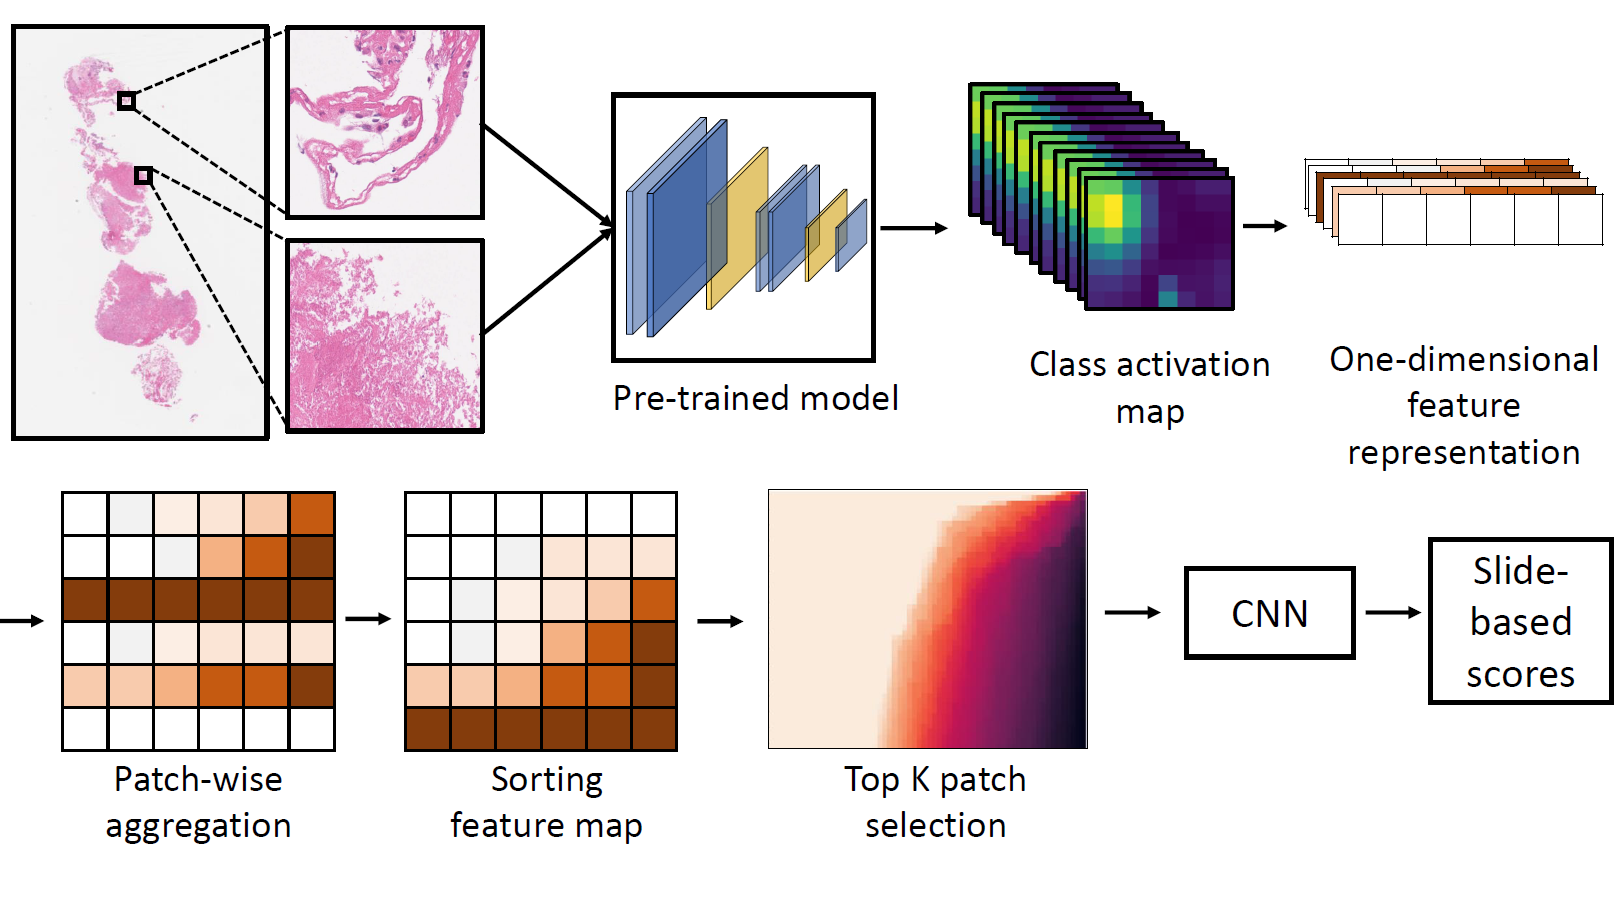 Pre-trained model
Class activation
map
One-dimensional
feature
representation
Patch-wise
aggregation
Sorting
feature map
Top K patch
selection
CNN
Slide-
based
scores